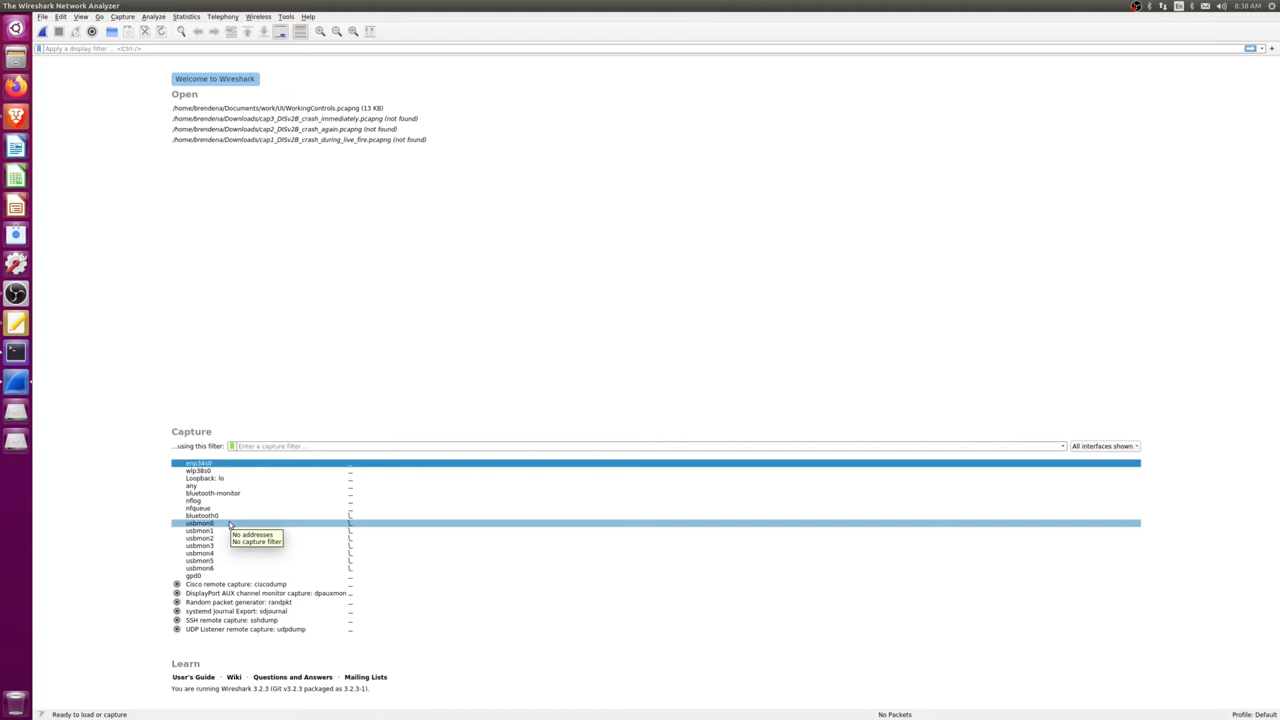 The Wireshark Network Analyzer
En
8:38 AM
File Edit View Go Capture Analyze Statistics Telephony Wireless Tools Help
Apply a display filter ... <Ctrl-/>
Welcome to Wireshark
Open
/home/brendena/Documents/work/UI/WorkingControls.pcapng (13 KB)
/home/brendena/Downloads/cap3_DISv2B_crash_immediately.pcapng (not found)
/home/brendena/Downloads/cap2_DISv2B_crash_again.pcapng (not found)
/home/brendena/Downloads/cap1_DISv2B_crash_during_live_fire.pcapng (not found)
Capture
...using this filter: Enter a capture filter ... All interfaces shown
enp34s0
wlp38s0
Loopback: lo
any
bluetooth-monitor
nflog
nfqueue
bluetooth0
usbmon0
usbmon1
No addresses
usbmon2
No capture filter
usbmon3
usbmon4
usbmon5
usbmon6
gpd0
Cisco remote capture: ciscodump
DisplayPort AUX channel monitor capture: dpauxmon
Random packet generator: randpkt
systemd Journal Export: sdjournal
SSH remote capture: sshdump
UDP Listener remote capture: udpdump
Learn
User's Guide · Wiki · Questions and Answers · Mailing Lists
You are running Wireshark 3.2.3 (Git v3.2.3 packaged as 3.2.3-1).
Ready to load or capture
No Packets
Profile: Default